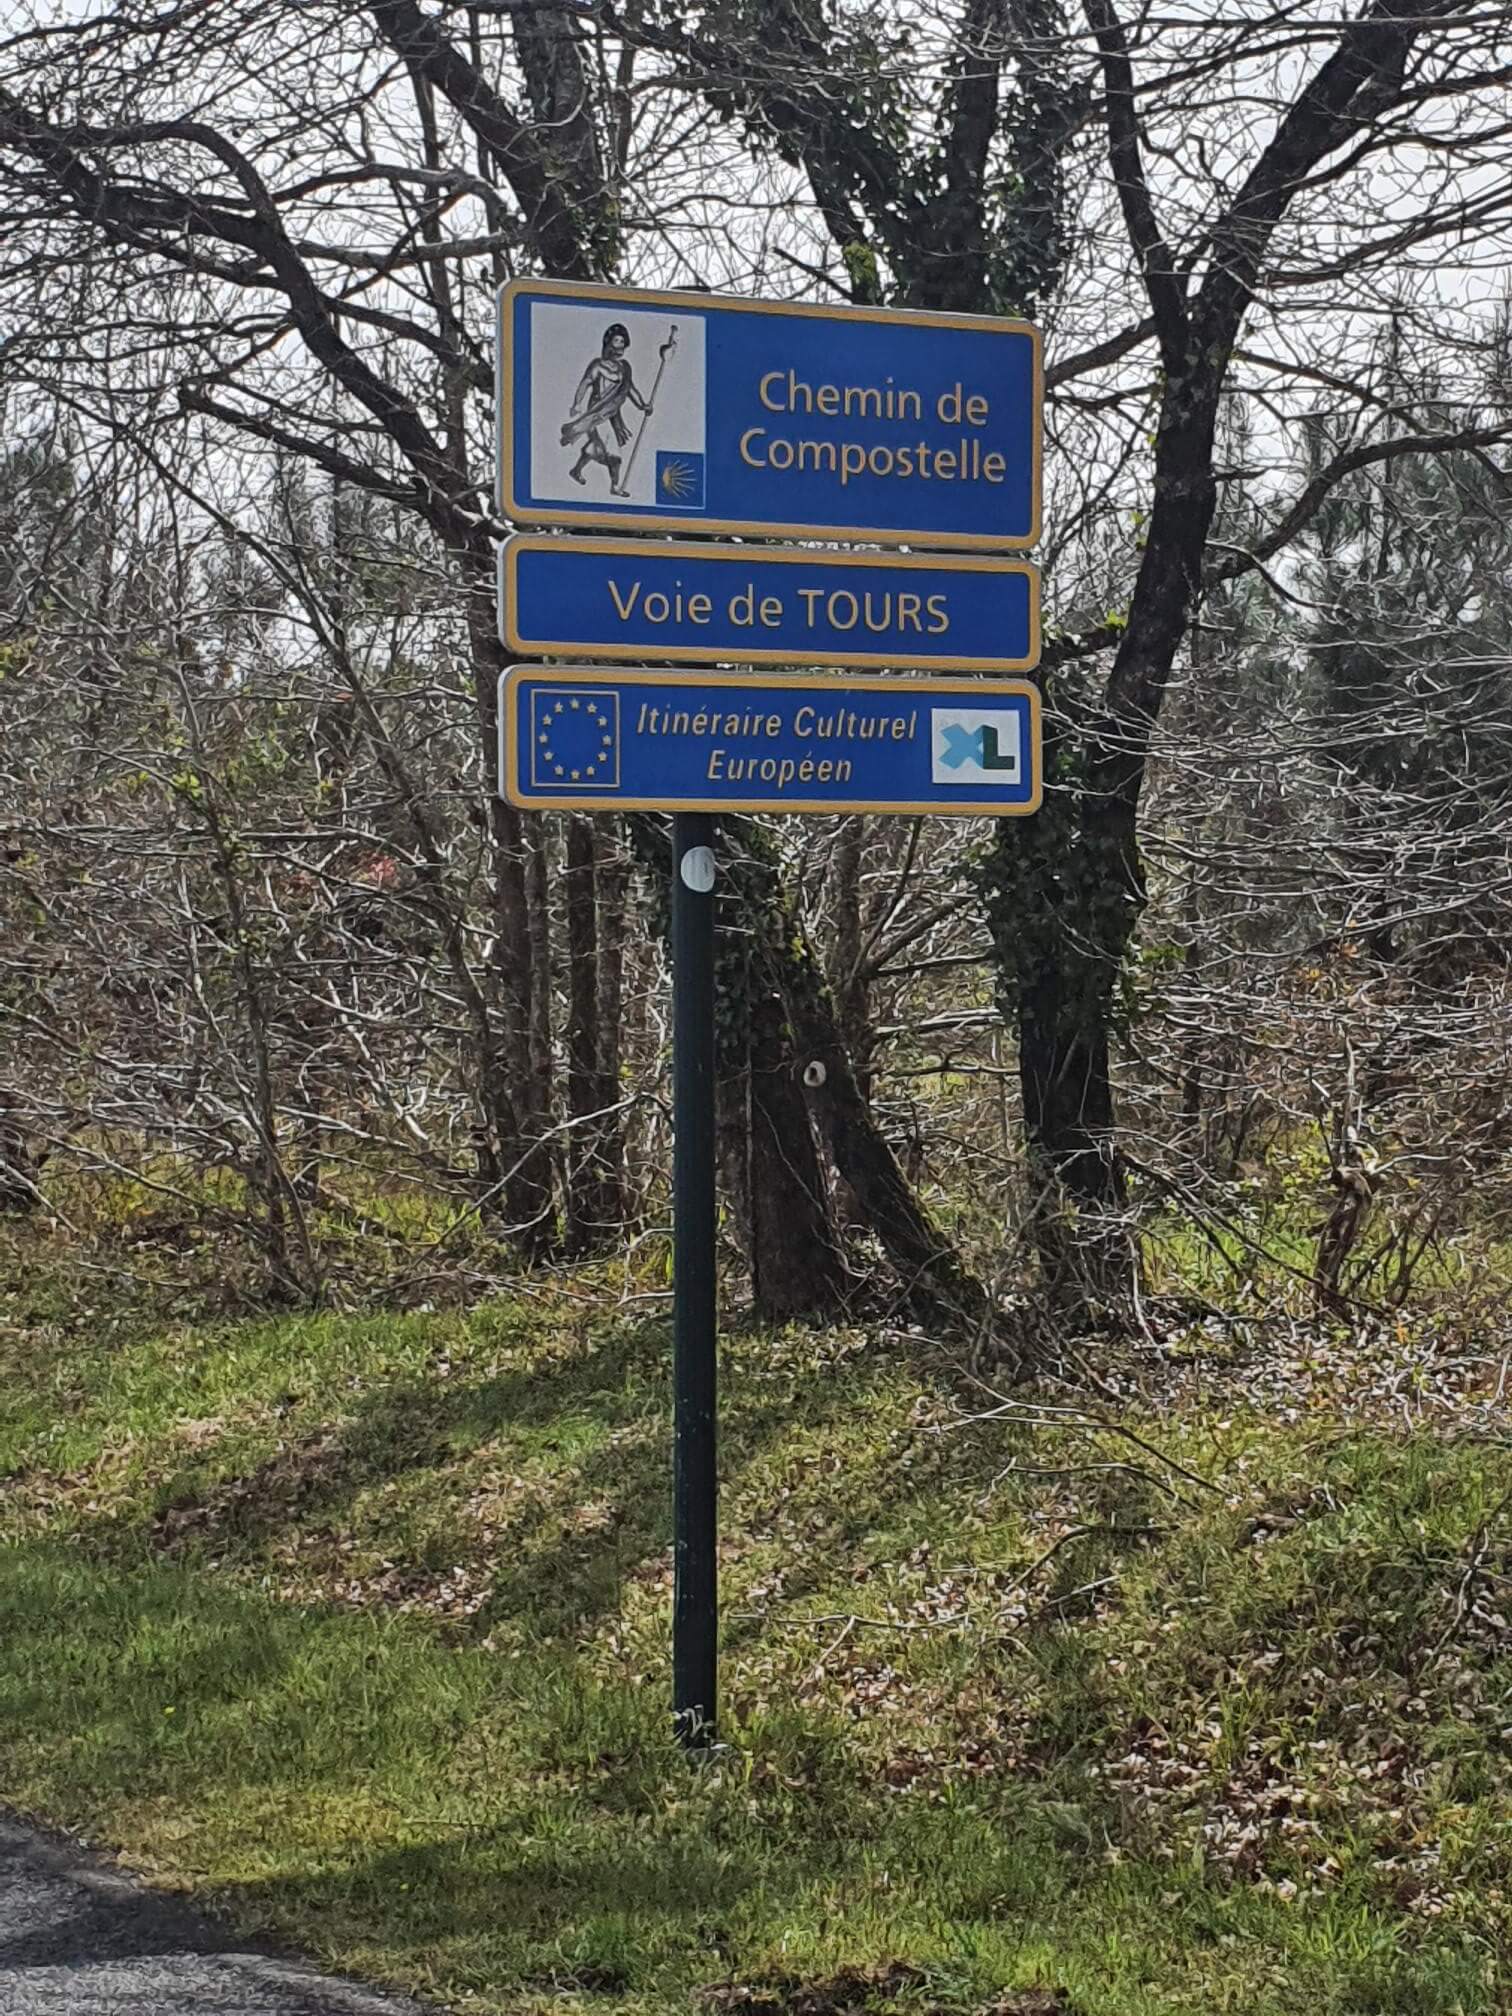 Chemin de
Compostelle
Voie de TOURS
Itinéraire Culturel
Européen
XL